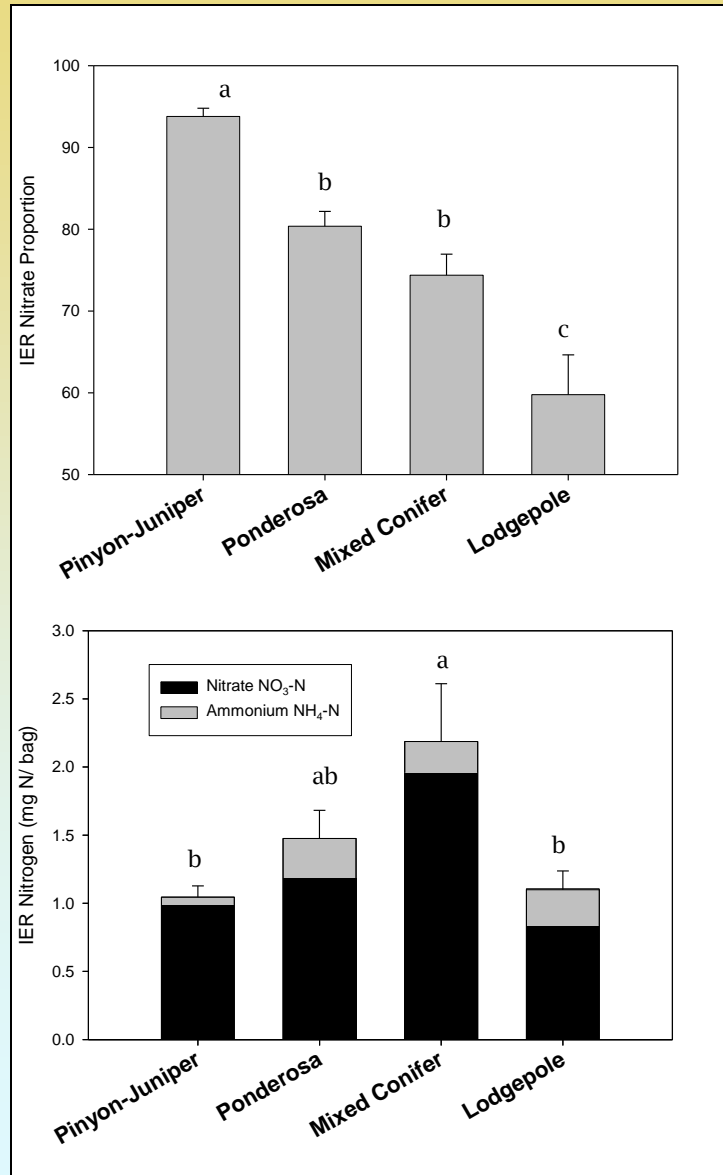 100
90
80
70
60
50
IER Nitrate Proportion
a
b
b
c
Pinyon-Juniper
Ponderosa
Mixed Conifer
Lodgepole
3.0
2.5
2.0
1.5
1.0
0.5
0.0
IER Nitrogen (mg N/ bag)
Nitrate NO₃-N
Ammonium NH₄-N
b
ab
a
b
Pinyon-Juniper
Ponderosa
Mixed Conifer
Lodgepole